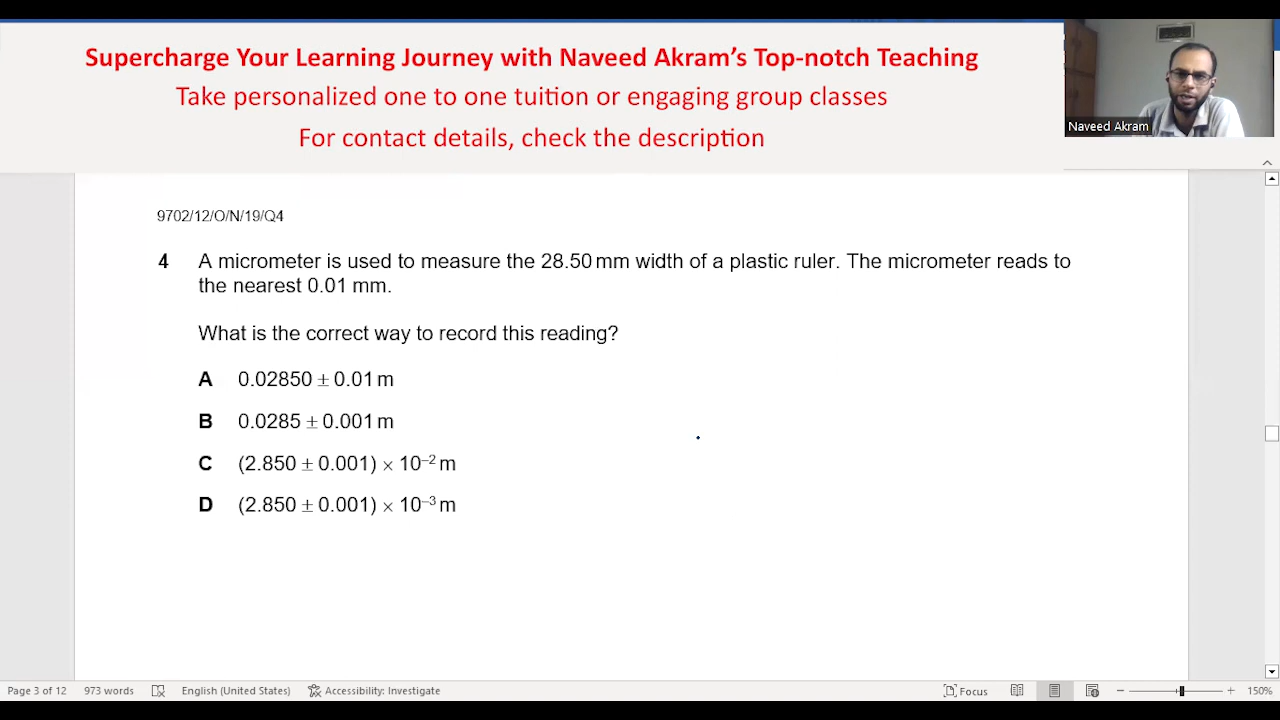 Supercharge Your Learning Journey with Naveed Akram’s Top-notch Teaching
Take personalized one to one tuition or engaging group classes
For contact details, check the description
Naveed Akram
9702/12/O/N/19/Q4
4 A micrometer is used to measure the 28.50 mm width of a plastic ruler. The micrometer reads to
the nearest 0.01 mm.
What is the correct way to record this reading?
A 0.02850 ± 0.01 m
B 0.0285 ± 0.001 m
C (2.850 ± 0.001) × 10⁻² m
D (2.850 ± 0.001) × 10⁻³ m
Page 3 of 12 973 words English (United States) Accessibility: Investigate Focus 150%